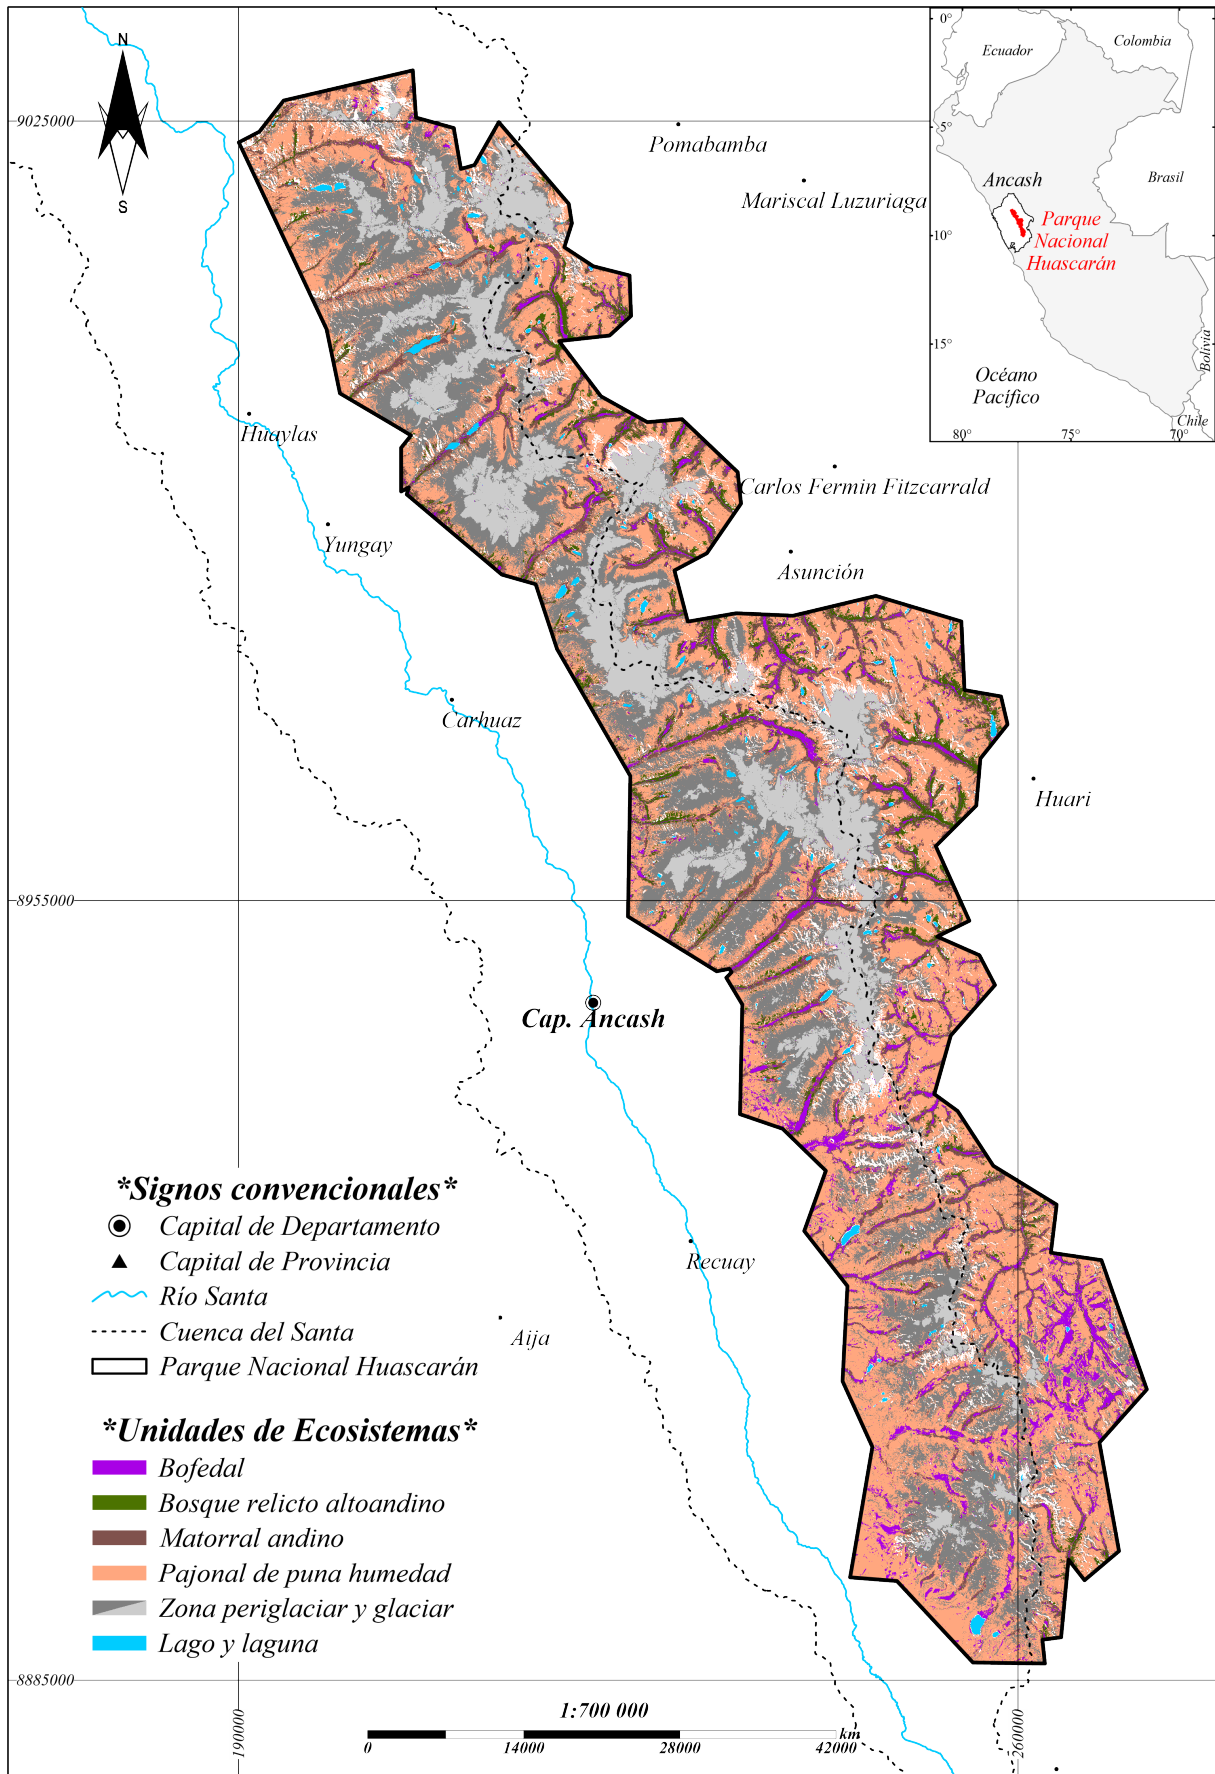 N
S
9025000
Pomabamba
Mariscal Luzuriaga
Huaylas
Carlos Fermin Fitzcarrald
Yungay
Asunción
Carhuaz
Huari
8955000
Cap. Ancash
Recuay
Aija
8885000
190000
260000
0°
5°
10°
15°
80°
75°
70°
Ecuador
Colombia
Brasil
Ancash
Parque
Nacional
Huascarán
Bolivia
Océano
Pacífico
Chile
*Signos convencionales*
Capital de Departamento
Capital de Provincia
Río Santa
Cuenca del Santa
Parque Nacional Huascarán
*Unidades de Ecosistemas*
Bofedal
Bosque relicto altoandino
Matorral andino
Pajonal de puna humedad
Zona periglaciar y glaciar
Lago y laguna
1:700 000
km
0 14000 28000 42000